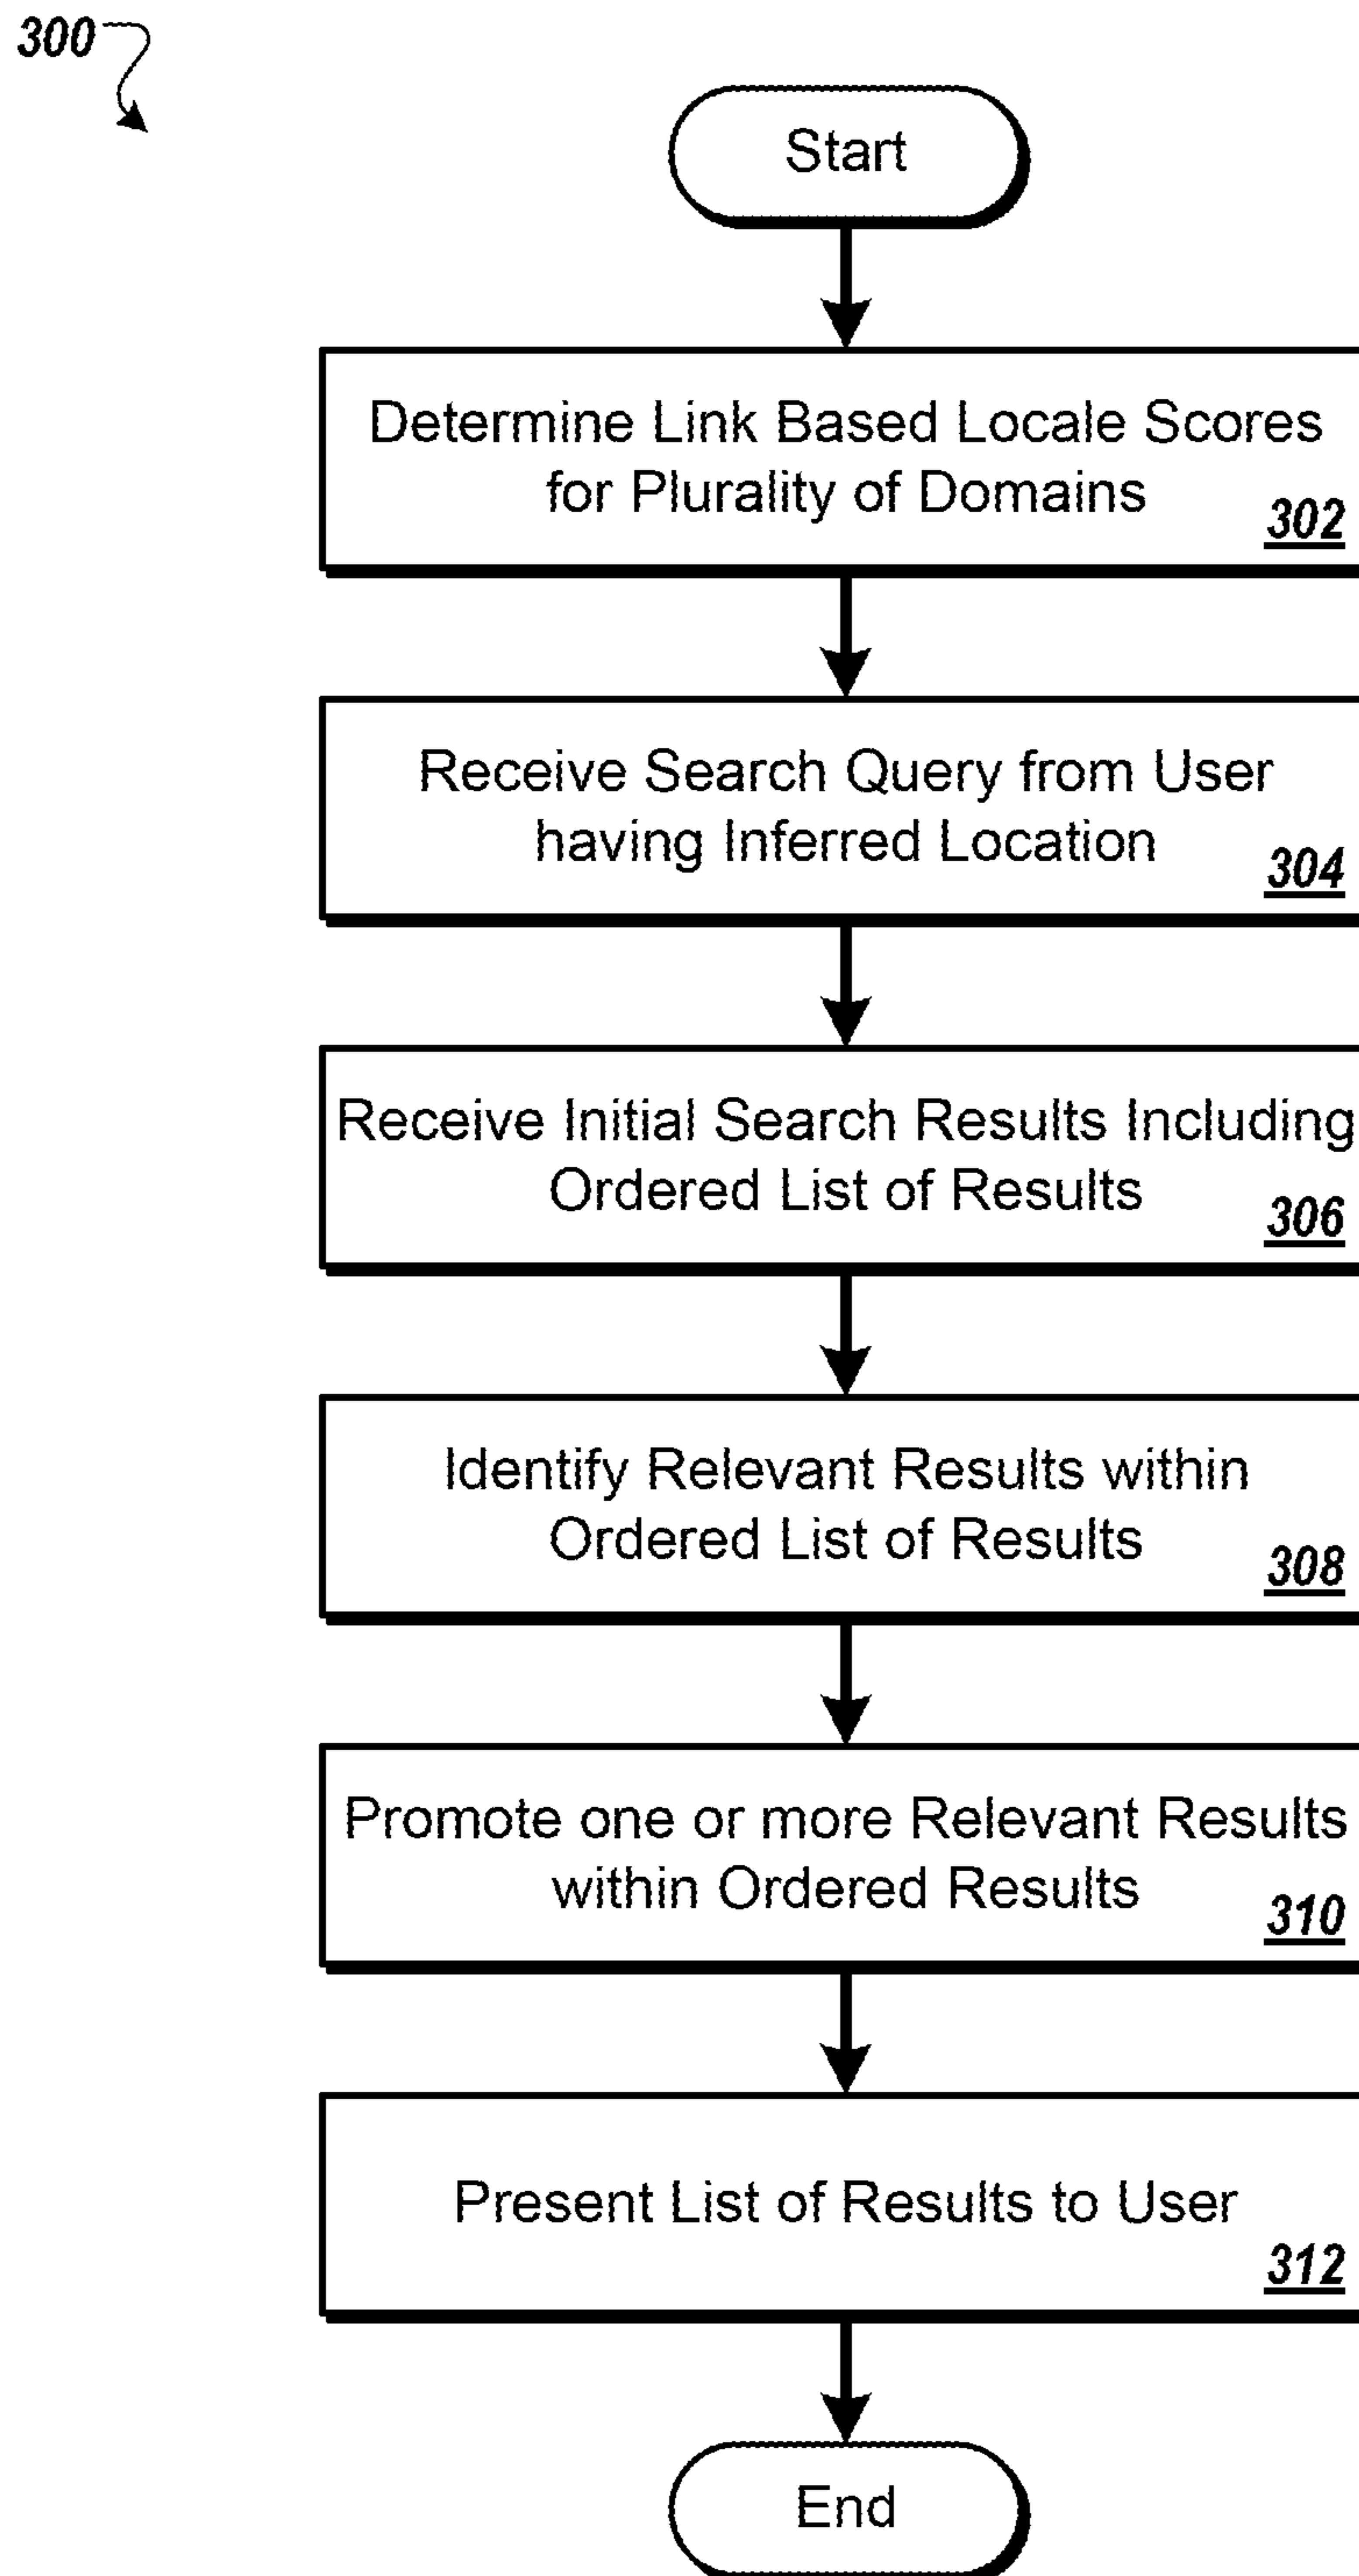 300
Start
Determine Link Based Locale Scores
for Plurality of Domains
302
Receive Search Query from User
having Inferred Location
304
Receive Initial Search Results Including
Ordered List of Results
306
Identify Relevant Results within
Ordered List of Results
308
Promote one or more Relevant Results
within Ordered Results
310
Present List of Results to User
312
End